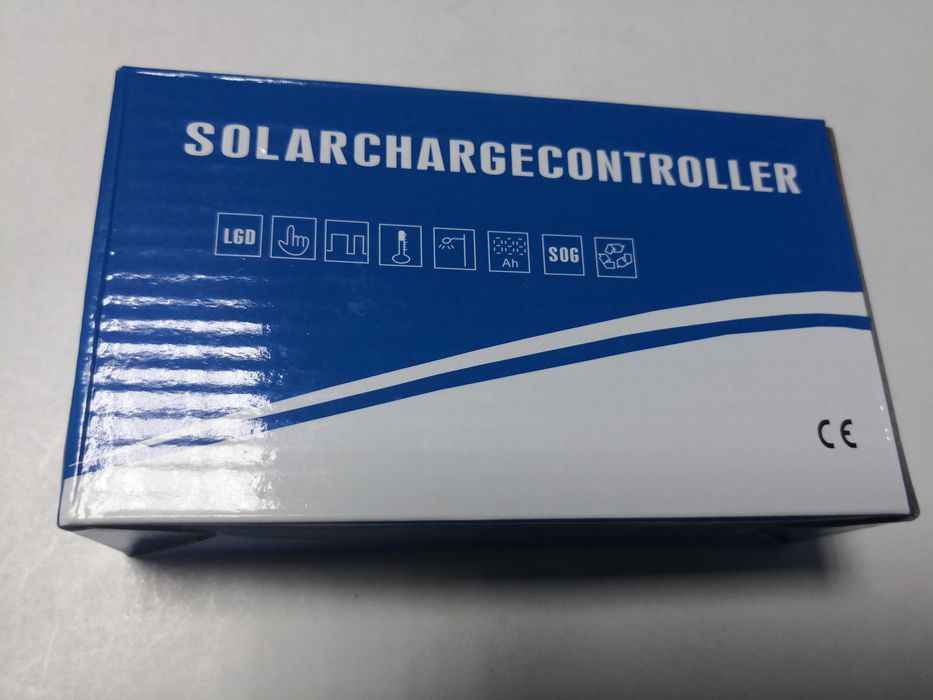 SOLARCHARGECONTROLLER
LGD
Ah
SOG
CE